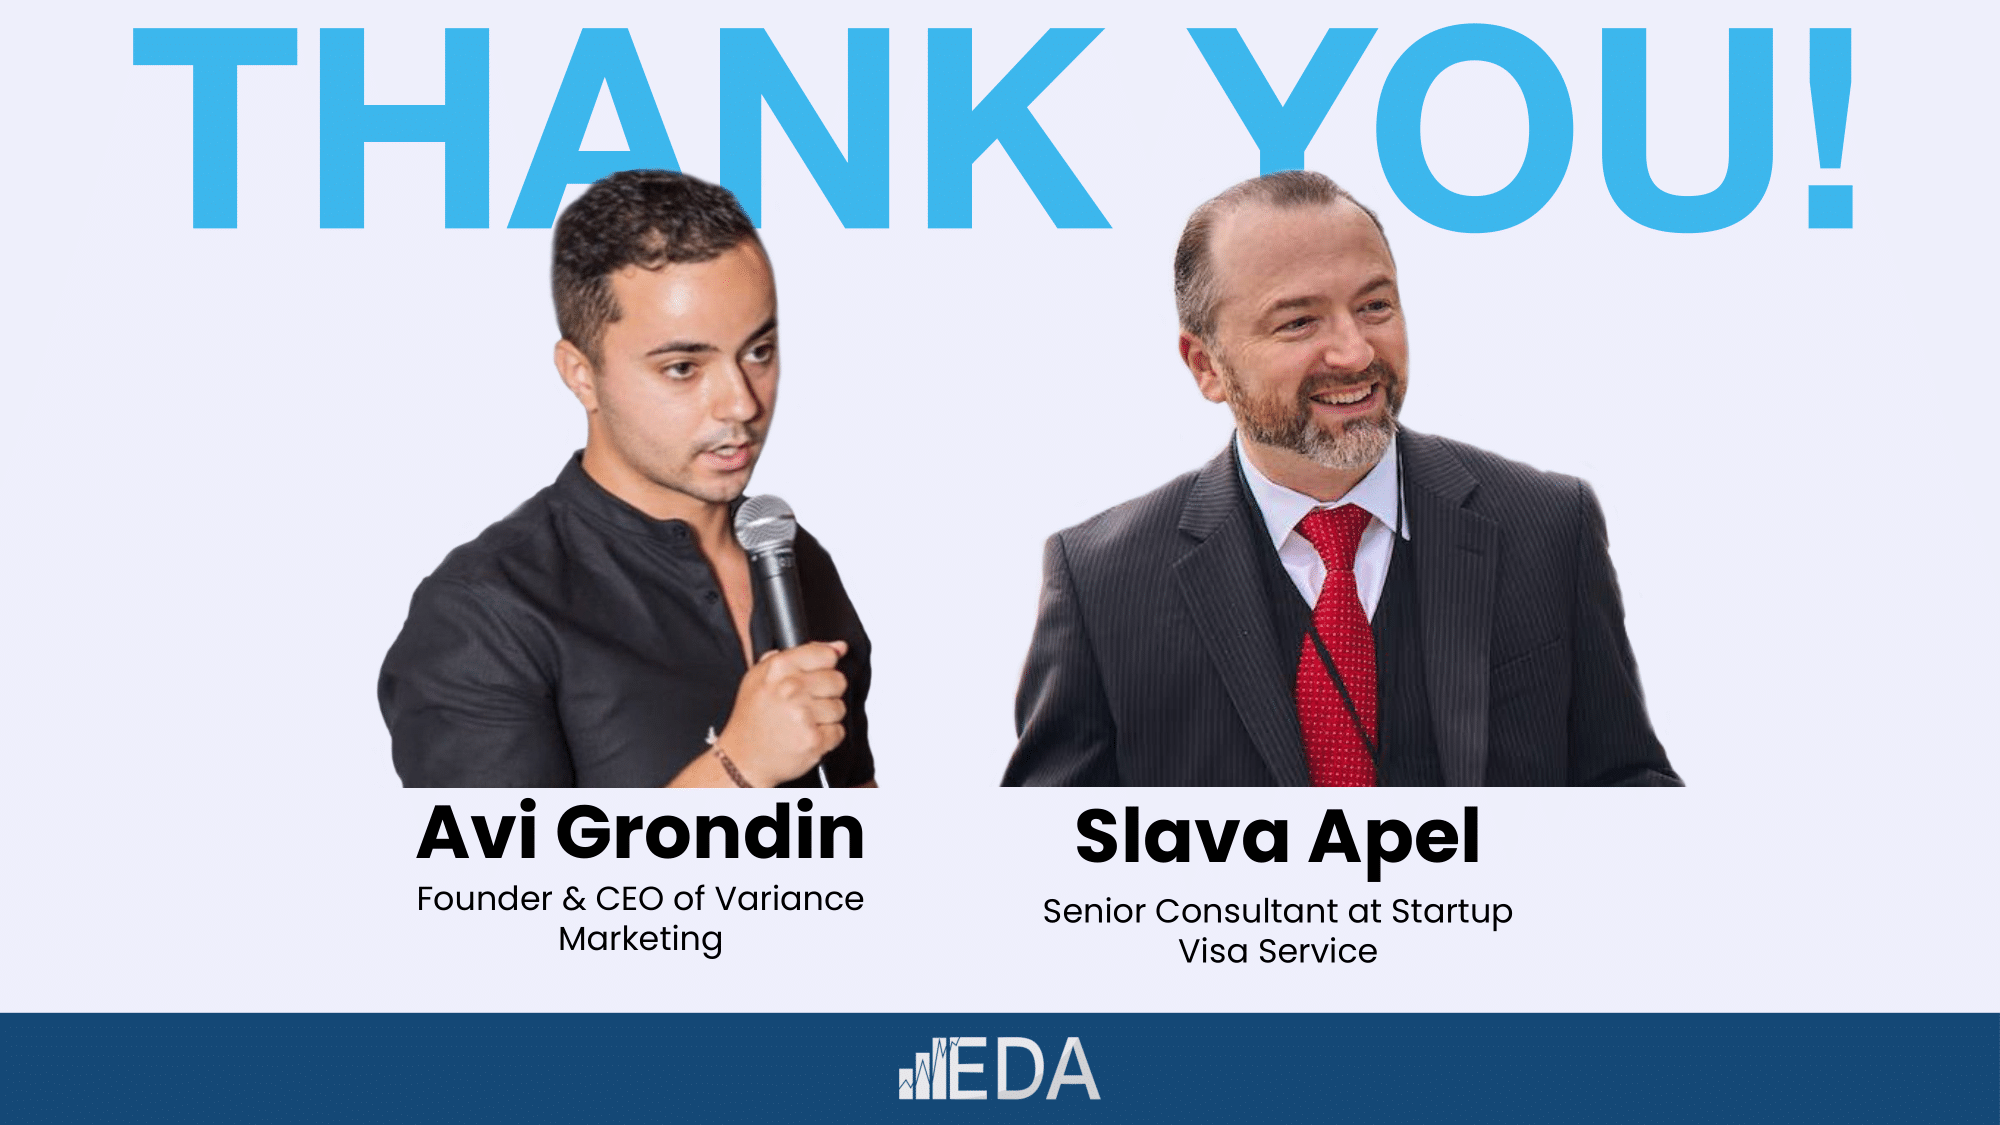 THANK YOU!
Avi Grondin
Founder & CEO of Variance
Marketing
Slava Apel
Senior Consultant at Startup
Visa Service
EDA